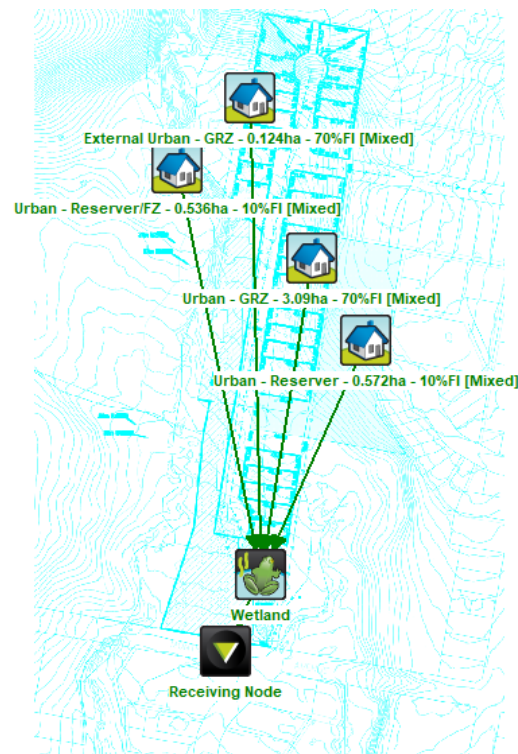 External Urban - GRZ - 0.124ha - 70%FI [Mixed]
Urban - Reserver/FZ - 0.536ha - 10%FI [Mixed]
Urban - GRZ - 3.09ha - 70%FI [Mixed]
Urban - Reserver - 0.572ha - 10%FI [Mixed]
Wetland
Receiving Node